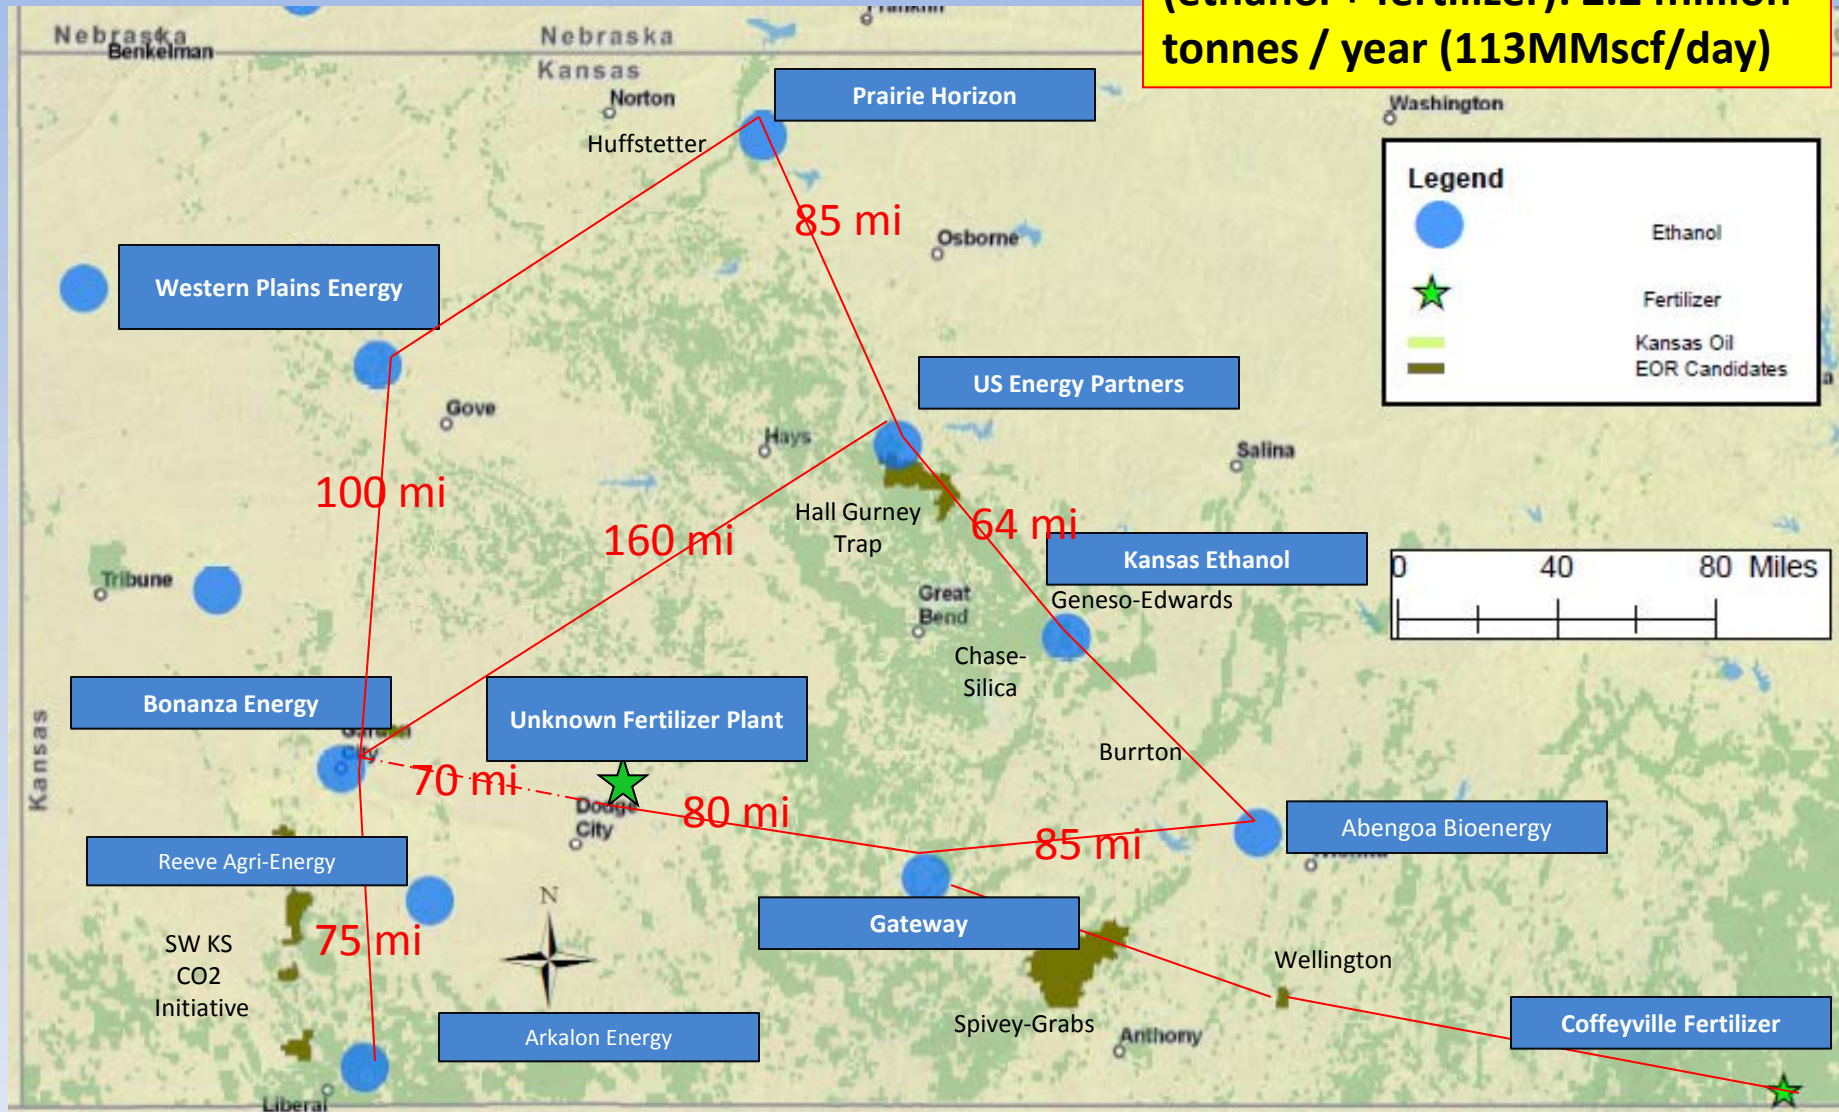 tonnes / year (113MMscf/day)
Nebraska
Benkelman
Nebraska
Kansas
Norton
Huffstetter
Prairie Horizon
Washington
85 mi
Osborne
Legend
Ethanol
Fertilizer
Kansas Oil
EOR Candidates
Western Plains Energy
US Energy Partners
Gove
Hays
Salina
100 mi
160 mi
Hall Gurney
Trap
64 mi
Kansas Ethanol
Geneso-Edwards
0 40 80 Miles
Tribune
Great
Bend
Chase-
Silica
Bonanza Energy
Unknown Fertilizer Plant
Kansas
City
Burrton
70 mi
80 mi
Dodge
City
85 mi
Abengoa Bioenergy
Reeve Agri-Energy
N
Gateway
75 mi
SW KS
CO2
Initiative
Wellington
Arkalon Energy
Spivey-Grabs
Anthony
Coffeyville Fertilizer
Liberal